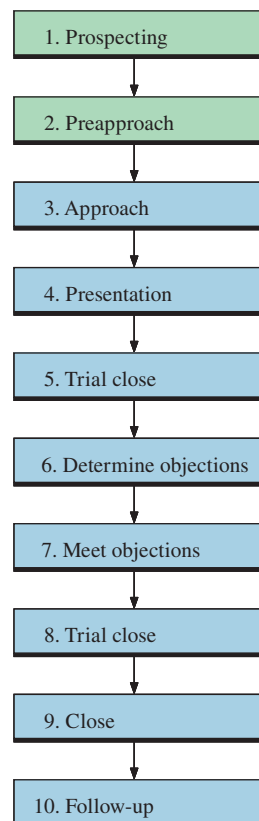 1. Prospecting
2. Preapproach
3. Approach
4. Presentation
5. Trial close
6. Determine objections
7. Meet objections
8. Trial close
9. Close
10. Follow-up